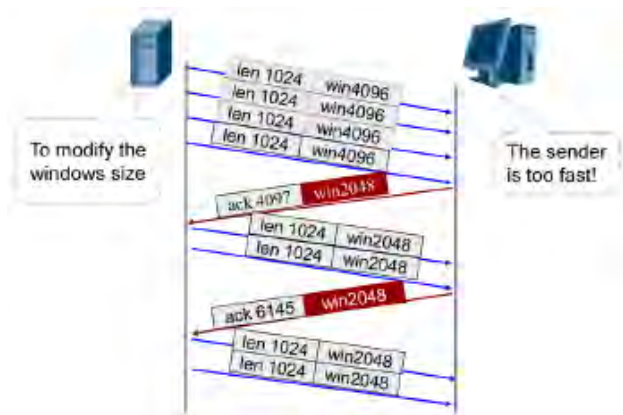 len 1024 win4096
len 1024 win4096
len 1024 win4096
len 1024 win4096
To modify the
windows size
The sender
is too fast!
ack 4097 win2048
len 1024 win2048
len 1024 win2048
ack 6145 win2048
len 1024 win2048
len 1024 win2048